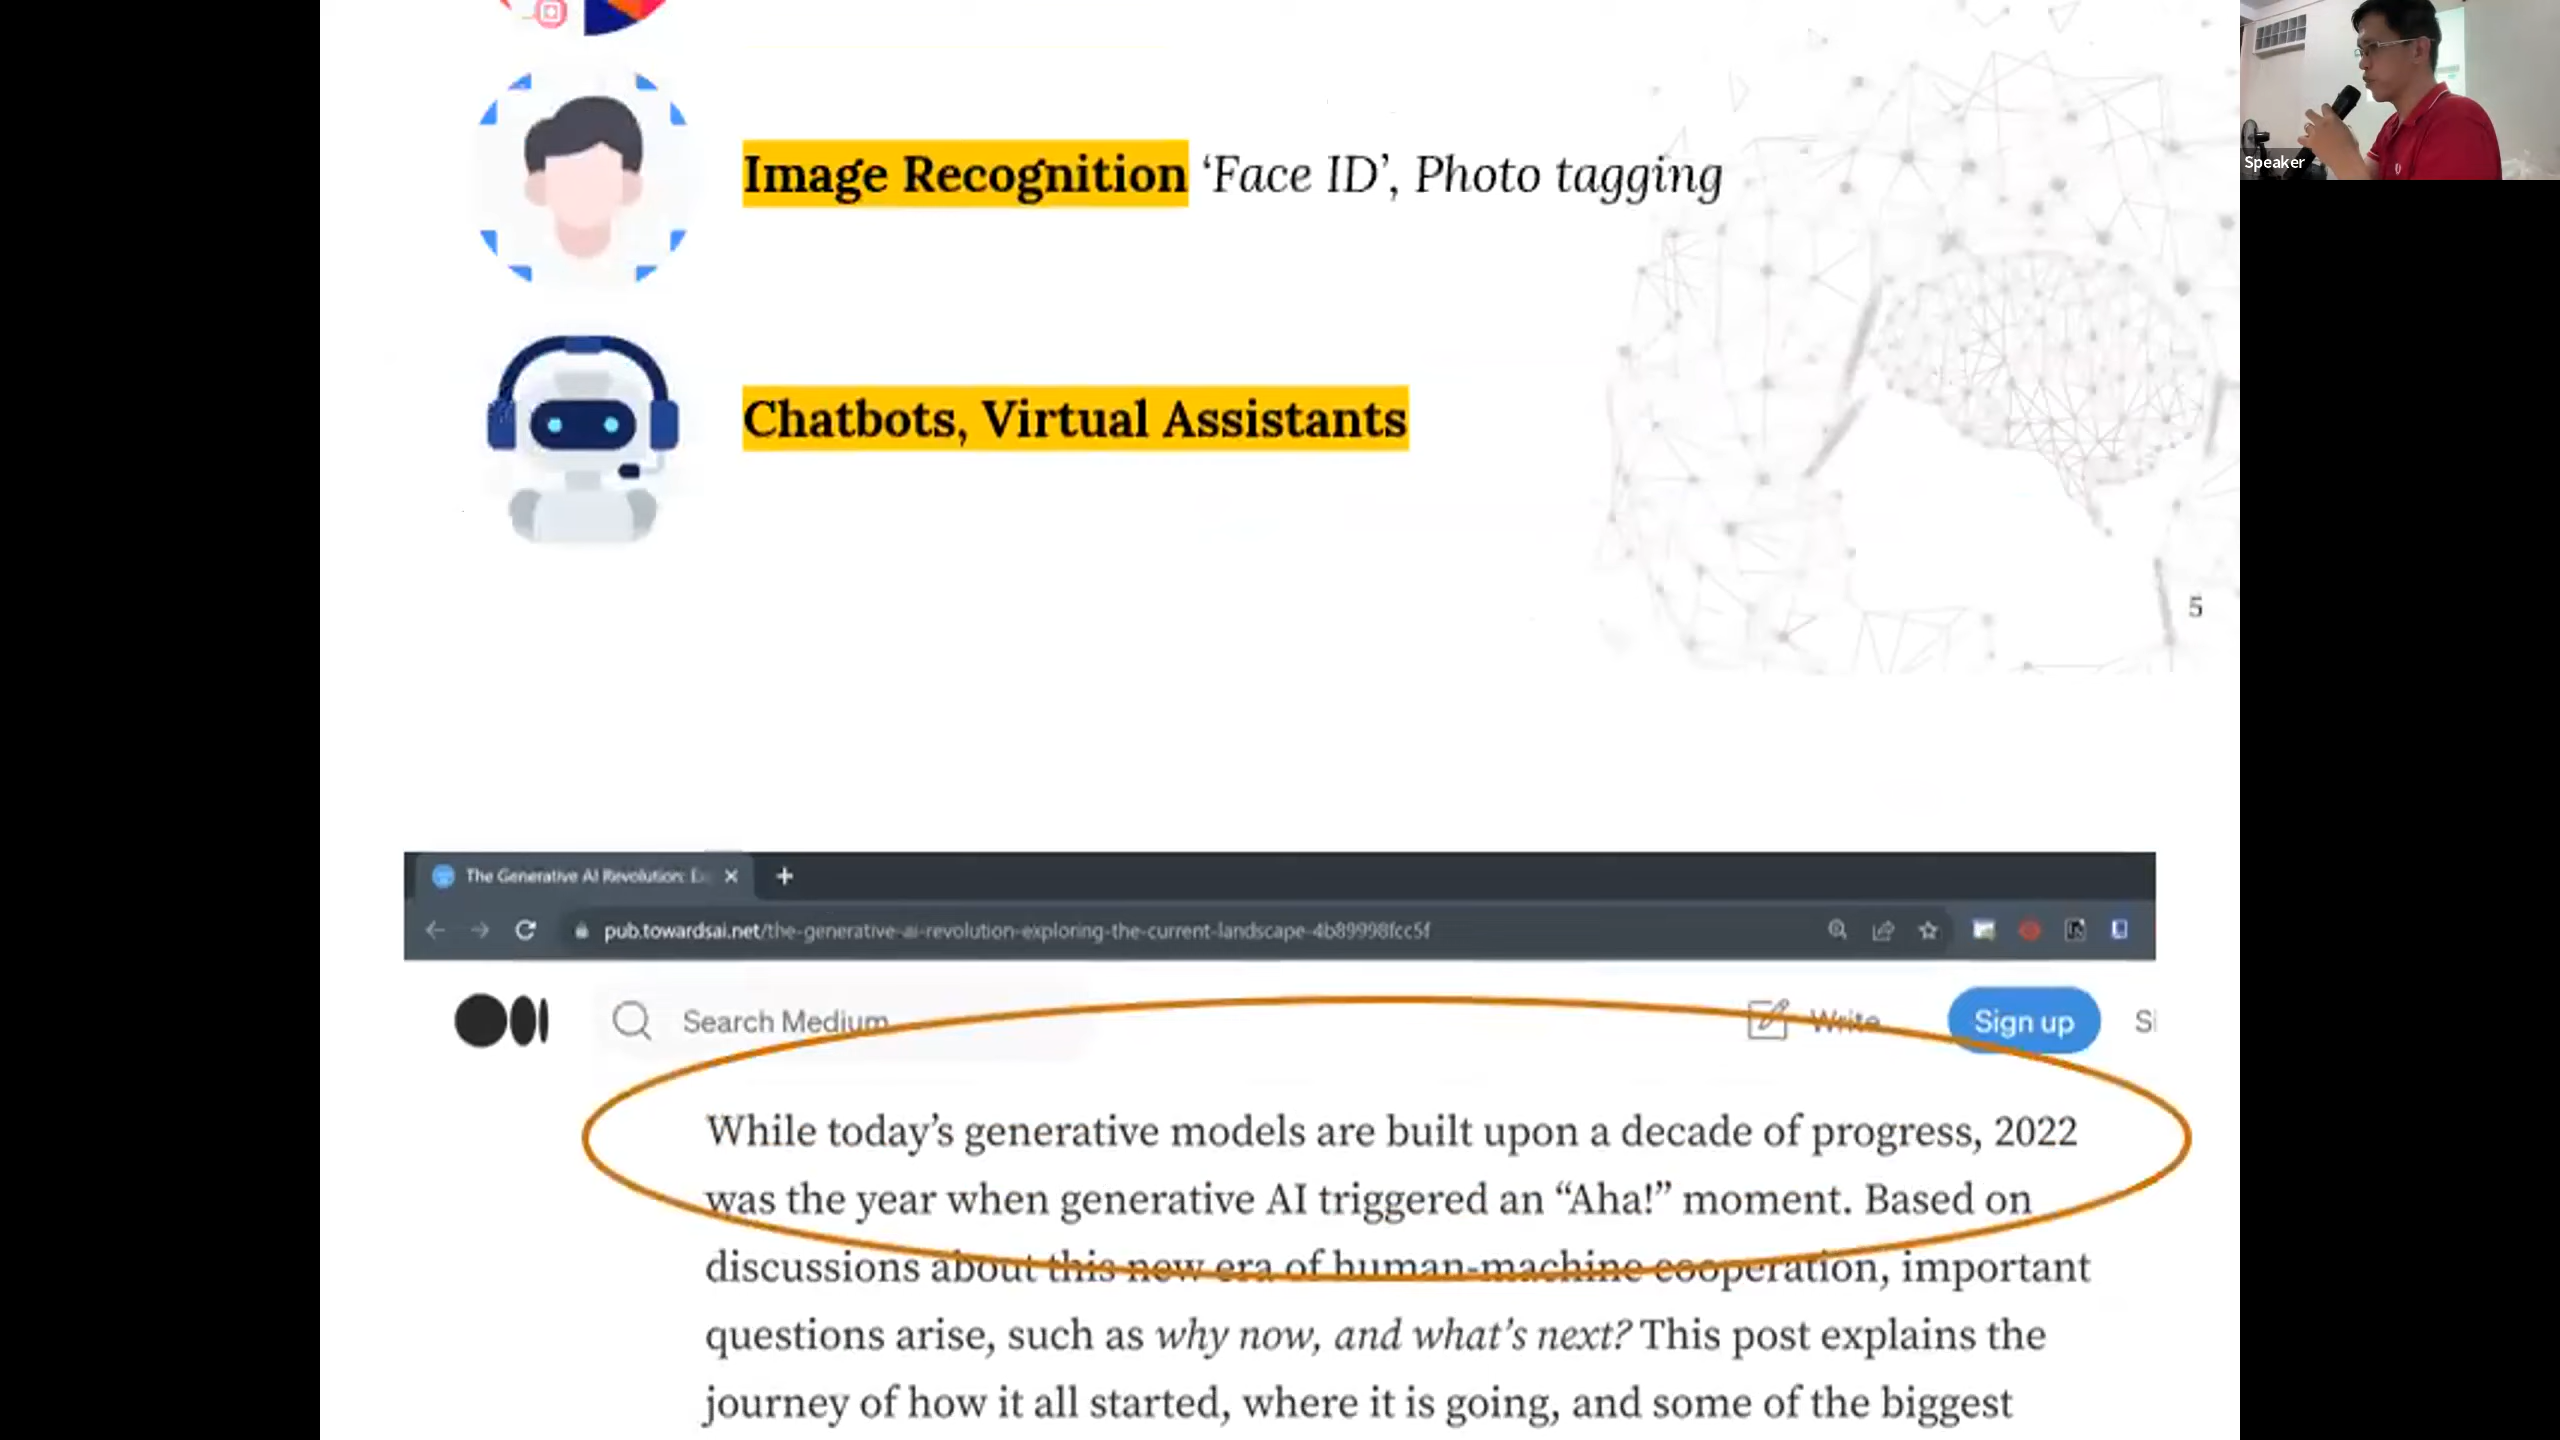 Speaker
Image Recognition ‘Face ID’, Photo tagging
Chatbots, Virtual Assistants
5
The Generative AI Revolution: E
pub.towardsai.net/the-generative-ai-revolution-exploring-the-current-landscape-4b89998fcc5f
Search Medium
Write
Sign up
Si
While today’s generative models are built upon a decade of progress, 2022
was the year when generative AI triggered an “Aha!” moment. Based on
discussions about this new era of human-machine cooperation, important
questions arise, such as why now, and what’s next? This post explains the
journey of how it all started, where it is going, and some of the biggest